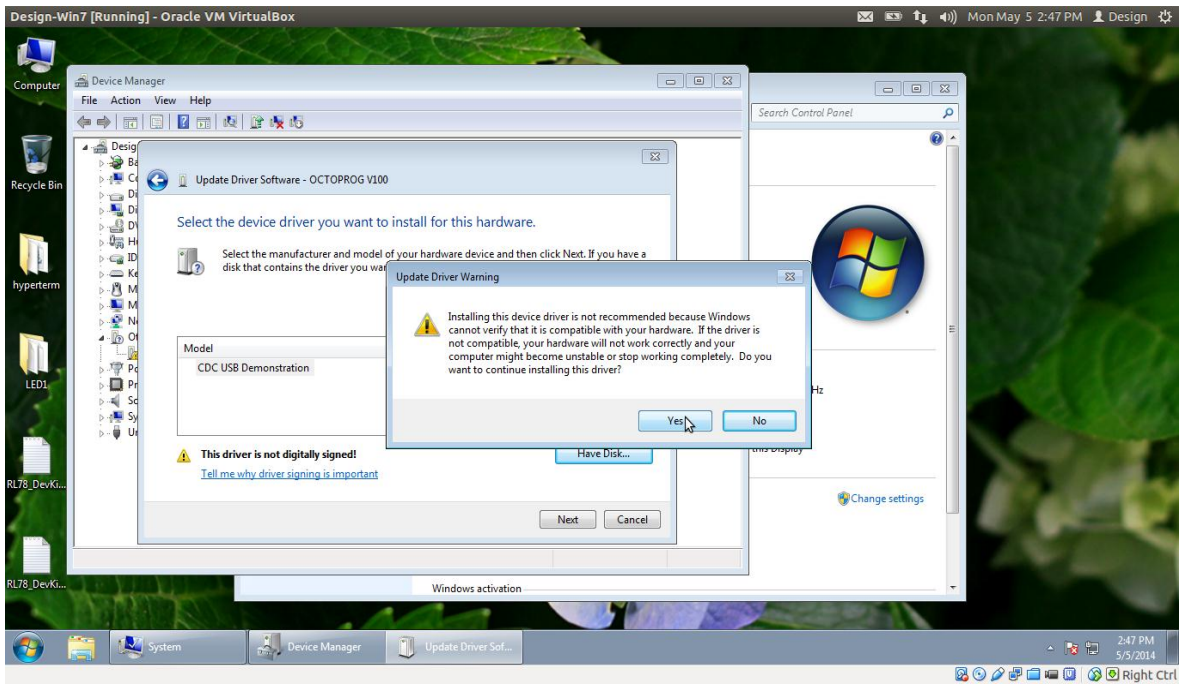 Design-Win7 [Running] - Oracle VM VirtualBox
Mon May 5 2:47 PM
Design
Computer
Recycle Bin
hyperterm
LED1
RL78_DevKi...
RL78_DevKi...
Device Manager
File Action View Help
Search Control Panel
Desig
Update Driver Software - OCTOPROG V100
Select the device driver you want to install for this hardware.
Select the manufacturer and model of your hardware device and then click Next. If you have a
disk that contains the driver you wa
Model
CDC USB Demonstration
This driver is not digitally signed!
Tell me why driver signing is important
Have Disk...
Next
Cancel
Update Driver Warning
Installing this device driver is not recommended because Windows
cannot verify that it is compatible with your hardware. If the driver is
not compatible, your hardware will not work correctly and your
computer might become unstable or stop working completely. Do you
want to continue installing this driver?
Yes
No
Hz
this Display
Change settings
Windows activation
System
Device Manager
Update Driver Sof...
2:47 PM
5/5/2014
Right Ctrl